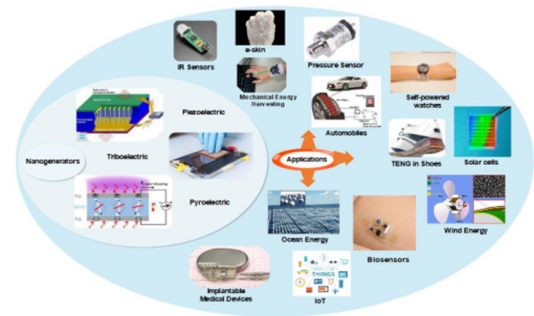 IR Sensors
e-skin
Pressure Sensor
Mechanical Energy
Harvesting
Self-powered
watches
Automobiles
Piezoelectric
Triboelectric
Nanogenerators
Applications
TENG in Shoes
Solar cells
Pyroelectric
Ocean Energy
Biosensors
Wind Energy
Implantable
Medical Devices
THINGS
IoT